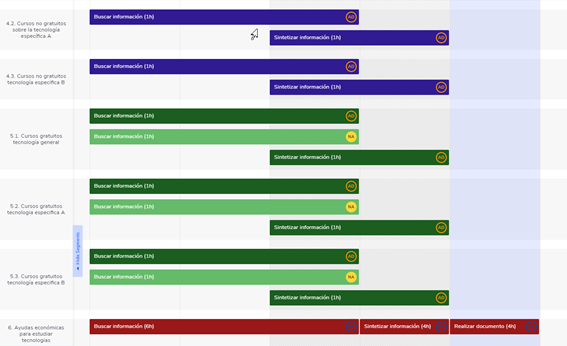 4.2. Cursos no gratuitos
sobre la tecnología
específica A
Buscar información (1h)
AD
Sintetizar información (1h)
AD
4.3. Cursos no gratuitos
tecnología específica B
Buscar información (1h)
AD
Sintetizar información (1h)
AD
5.1. Cursos gratuitos
tecnología general
Buscar información (1h)
AD
Buscar información (1h)
NA
Sintetizar información (1h)
AD
5.2. Cursos gratuitos
tecnología específica A
Buscar información (1h)
AD
Buscar información (1h)
NA
Sintetizar información (1h)
AD
5.3. Cursos gratuitos
tecnología específica B
Buscar información (1h)
AD
Buscar información (1h)
NA
Sintetizar información (1h)
AD
6. Ayudas económicas
para estudiar
tecnologías
Buscar información (6h)
Sintetizar información (4h)
Realizar documento (4h)